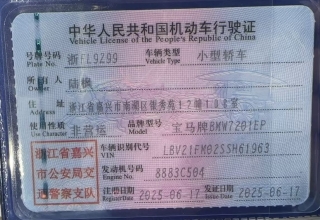 中华人民共和国机动车行驶证
Vehicle License of the People's Republic of China
号牌号码 浙FL9Z99 车辆类型 小型轿车
Plate No. Vehicle Type
所有人 陆
Owner
住址 浙江省嘉兴市南湖区
Address
使用性质 非营运 品牌型号 宝马牌BMW7201EP
Use Character Model
浙江省嘉兴 车辆识别代号 LBV21FM02SSH61963
VIN
市公安局交 发动机号码 8883C504
Engine No.
通警察支队 注册日期 2025-06-17 发证日期 2025-06-17
Register Date Issue Date